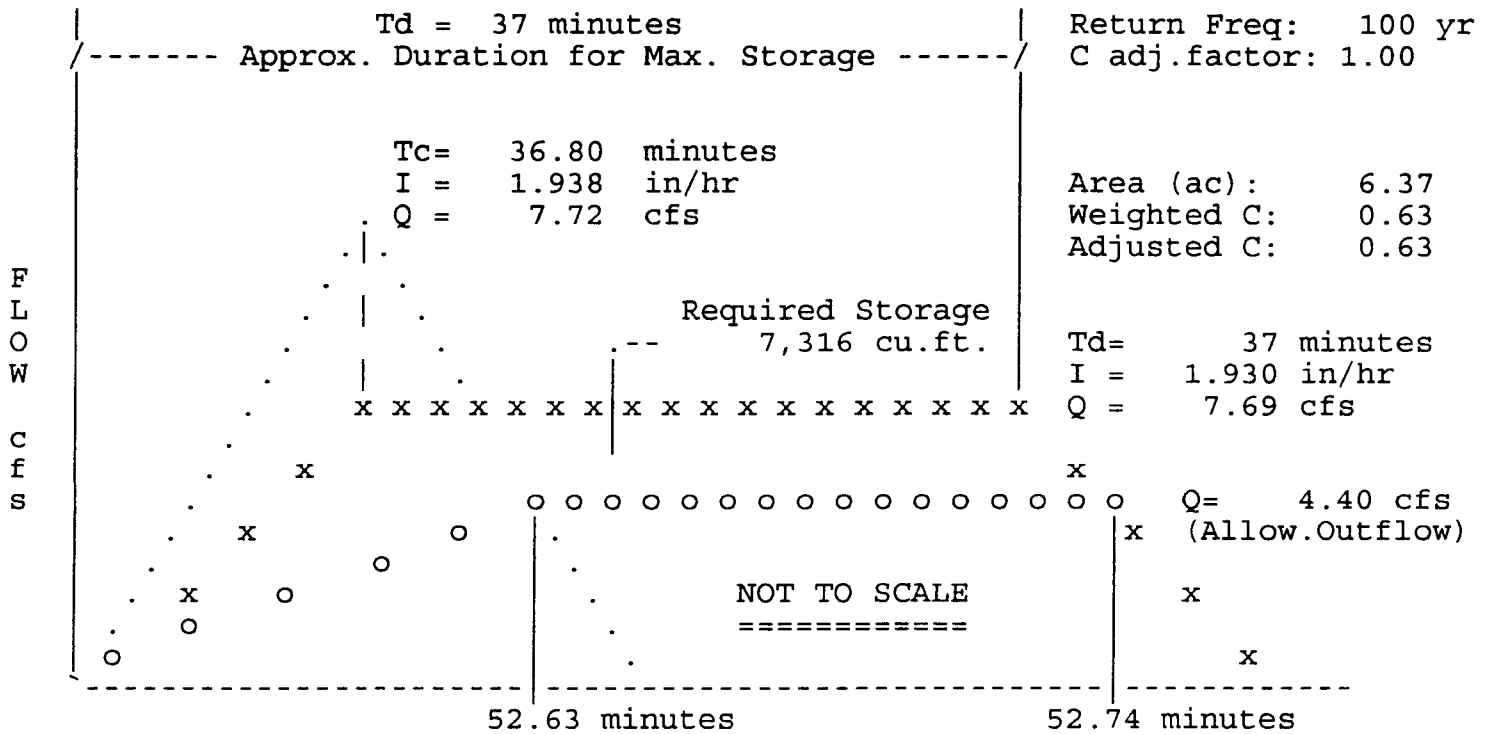 Td = 37 minutes
/------- Approx. Duration for Max. Storage ------/
Return Freq: 100 yr
C adj.factor: 1.00
Tc= 36.80 minutes
I = 1.938 in/hr
Q = 7.72 cfs
Area (ac): 6.37
Weighted C: 0.63
Adjusted C: 0.63
FLOW cfs
Required Storage
7,316 cu.ft.
Td= 37 minutes
I = 1.930 in/hr
Q = 7.69 cfs
x x x x x x x x x x x x x x x x x x
o o o o o o o o o o o o o o o o
Q= 4.40 cfs
(Allow.Outflow)
NOT TO SCALE
============
52.63 minutes
52.74 minutes